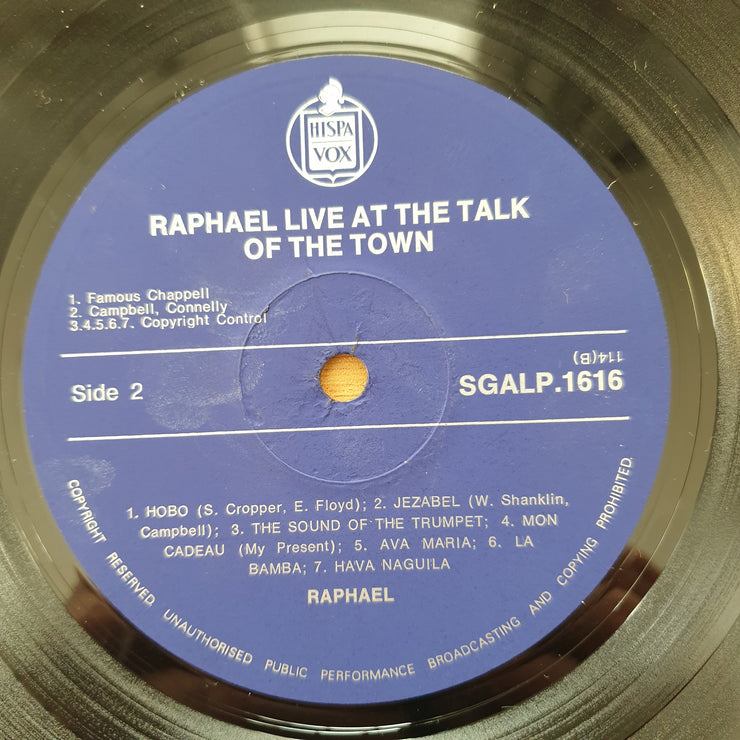 HISPA
VOX
RAPHAEL LIVE AT THE TALK
OF THE TOWN
1. Famous Chappell
2. Campbell, Connelly
3.4.5.6.7. Copyright Control
114(B)
Side 2
SGALP.1616
1. HOBO (S. Cropper, E. Floyd); 2. JEZABEL (W. Shanklin,
Campbell); 3. THE SOUND OF THE TRUMPET; 4. MON
CADEAU (My Present); 5. AVA MARIA; 6. LA
BAMBA; 7. HAVA NAGUILA
RAPHAEL
COPYRIGHT RESERVED. UNAUTHORISED PUBLIC PERFORMANCE BROADCASTING AND COPYING PROHIBITED.